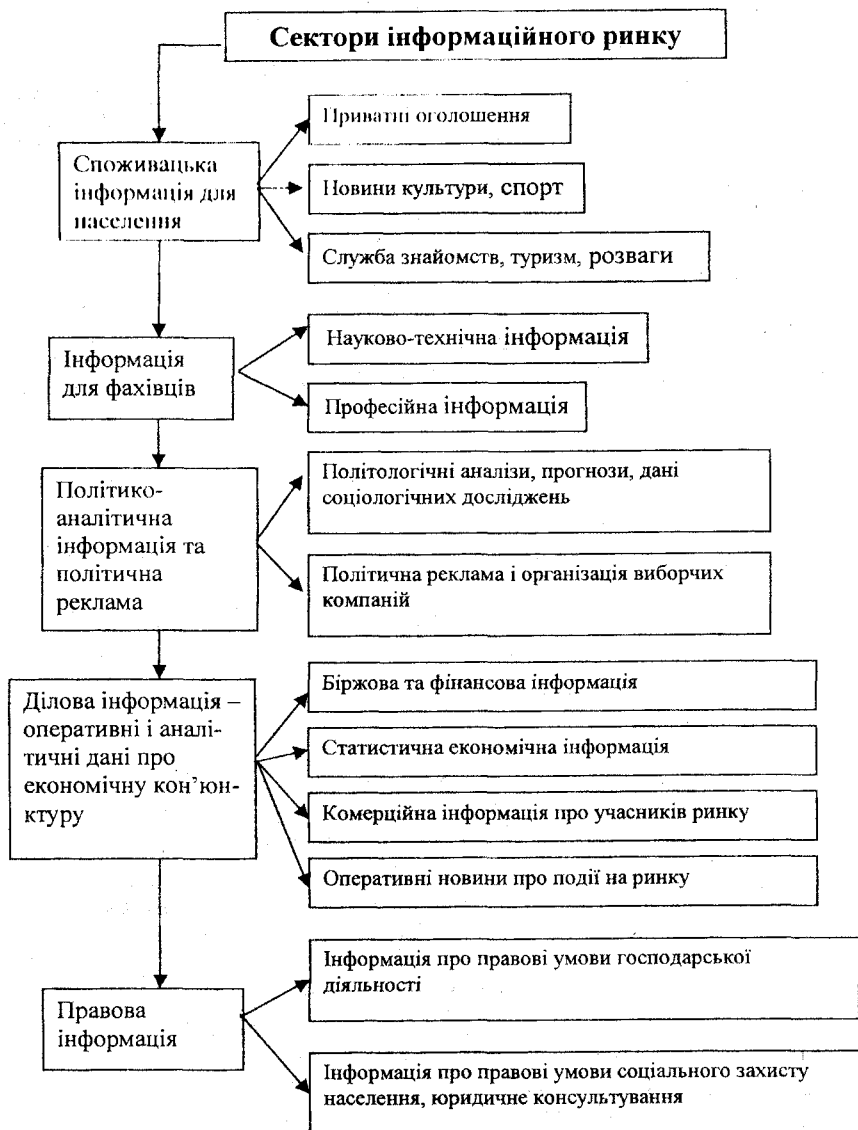 Сектори інформаційного ринку
Приватні оголошення
Споживацька
інформація для
населення
Новини культури, спорт
Служба знайомств, туризм, розваги
Інформація
для фахівців
Науково-технічна інформація
Професійна інформація
Політико-
аналітична
інформація та
політична
реклама
Політологічні аналізи, прогнози, дані
соціологічних досліджень
Політична реклама і організація виборчих
компаній
Ділова інформація –
оперативні і аналі-
тичні дані про
економічну кон’юн-
ктуру
Біржова та фінансова інформація
Статистична економічна інформація
Комерційна інформація про учасників ринку
Оперативні новини про події на ринку
Правова
інформація
Інформація про правові умови господарської
діяльності
Інформація про правові умови соціального захисту
населення, юридичне консультування